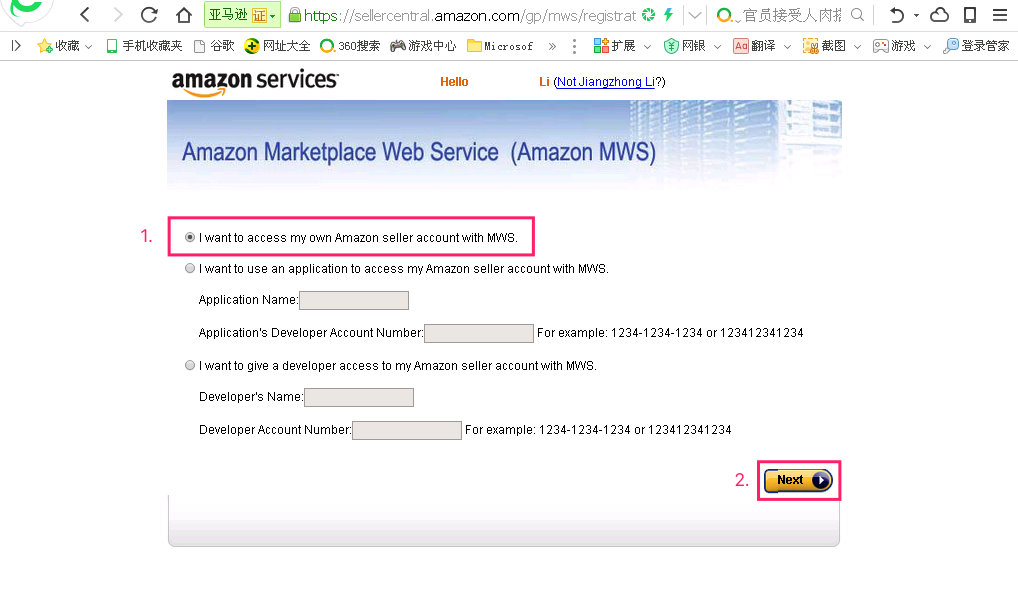 亚马逊 证 https://sellercentral.amazon.com/gp/mws/registrat 官员接受人肉搜
收藏 手机收藏夹 谷歌 网址大全 360搜索 游戏中心 Microsof » 扩展 网银 Aa 翻译 截图 游戏 登录管家
amazon services Hello Li (Not Jiangzhong Li?)
Amazon Marketplace Web Service (Amazon MWS)
1. I want to access my own Amazon seller account with MWS.
I want to use an application to access my Amazon seller account with MWS.
Application Name:
Application's Developer Account Number: For example: 1234-1234-1234 or 123412341234
I want to give a developer access to my Amazon seller account with MWS.
Developer's Name:
Developer Account Number: For example: 1234-1234-1234 or 123412341234
2. Next